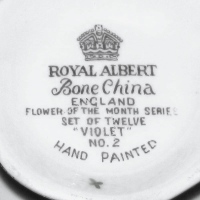 ROYAL ALBERT
Bone China
ENGLAND
FLOWER OF THE MONTH SERIES
SET OF TWELVE
"VIOLET"
NO. 2
HAND PAINTED